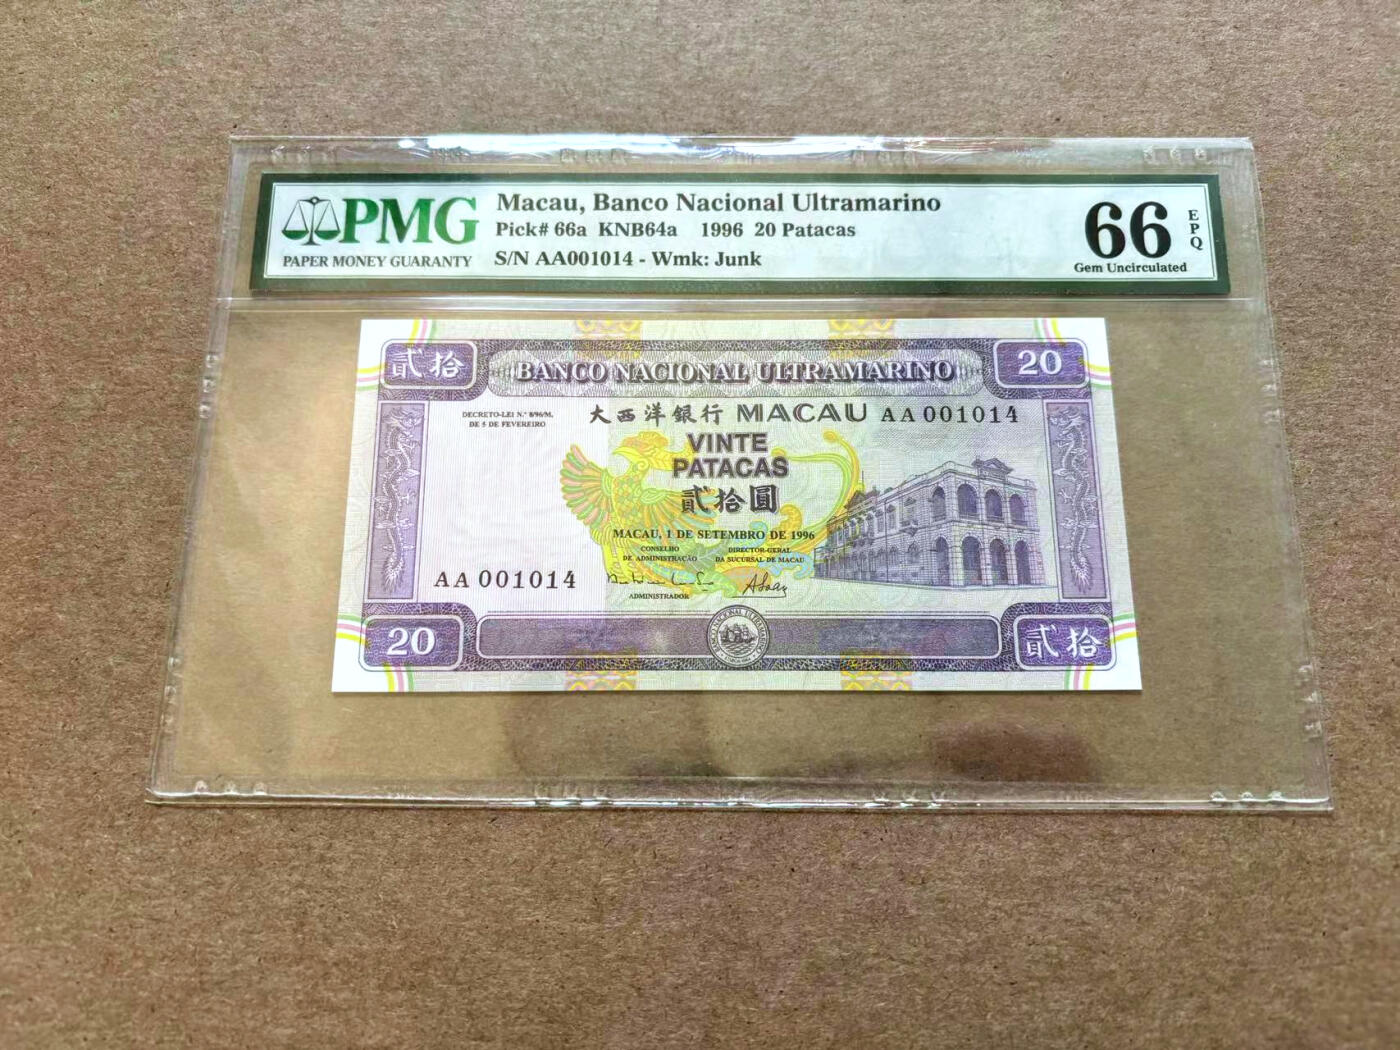 PMG
PAPER MONEY GUARANTY
Macau, Banco Nacional Ultramarino
Pick# 66a KNB64a 1996 20 Patacas
S/N AA001014 - Wmk: Junk
66
EPQ
Gem Uncirculated
貳拾
BANCO NACIONAL ULTRAMARINO
20
DECRETO-LEI N.º 8/96/M,
DE 5 DE FEVEREIRO
大西洋銀行 MACAU AA 001014
VINTE
PATACAS
貳拾圓
MACAU, 1 DE SETEMBRO DE 1996
CONSELHO
DE ADMINISTRAÇÃO
DIRECTOR-GERAL
DA SUCURSAL DE MACAU
AA 001014
ADMINISTRADOR
20
BANCO NACIONAL ULTRAMARINO
貳拾